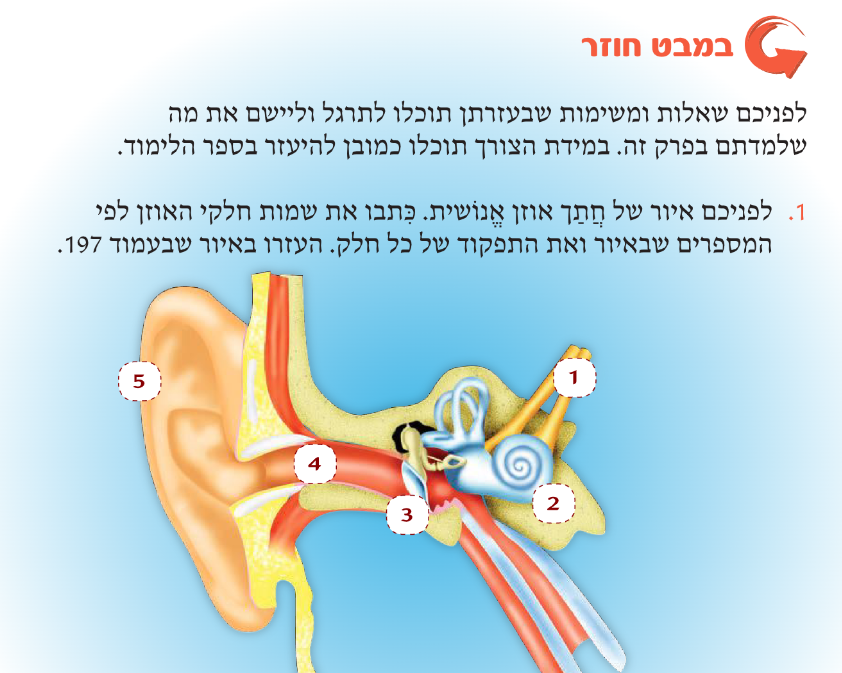 במבט חוזר
לפניכם שאלות ומשימות שבעזרתן תוכלו לתרגל וליישם את מה
שלמדתם בפרק זה. במידת הצורך תוכלו כמובן להיעזר בספר הלימוד.
1. לפניכם איור של חֲתַך אוזן אֱנוֹשית. כִּתבו את שמות חלקי האוזן לפי
המספרים שבאיור ואת התפקוד של כל חלק. העזרו באיור שבעמוד 197.
1
5
4
2
3